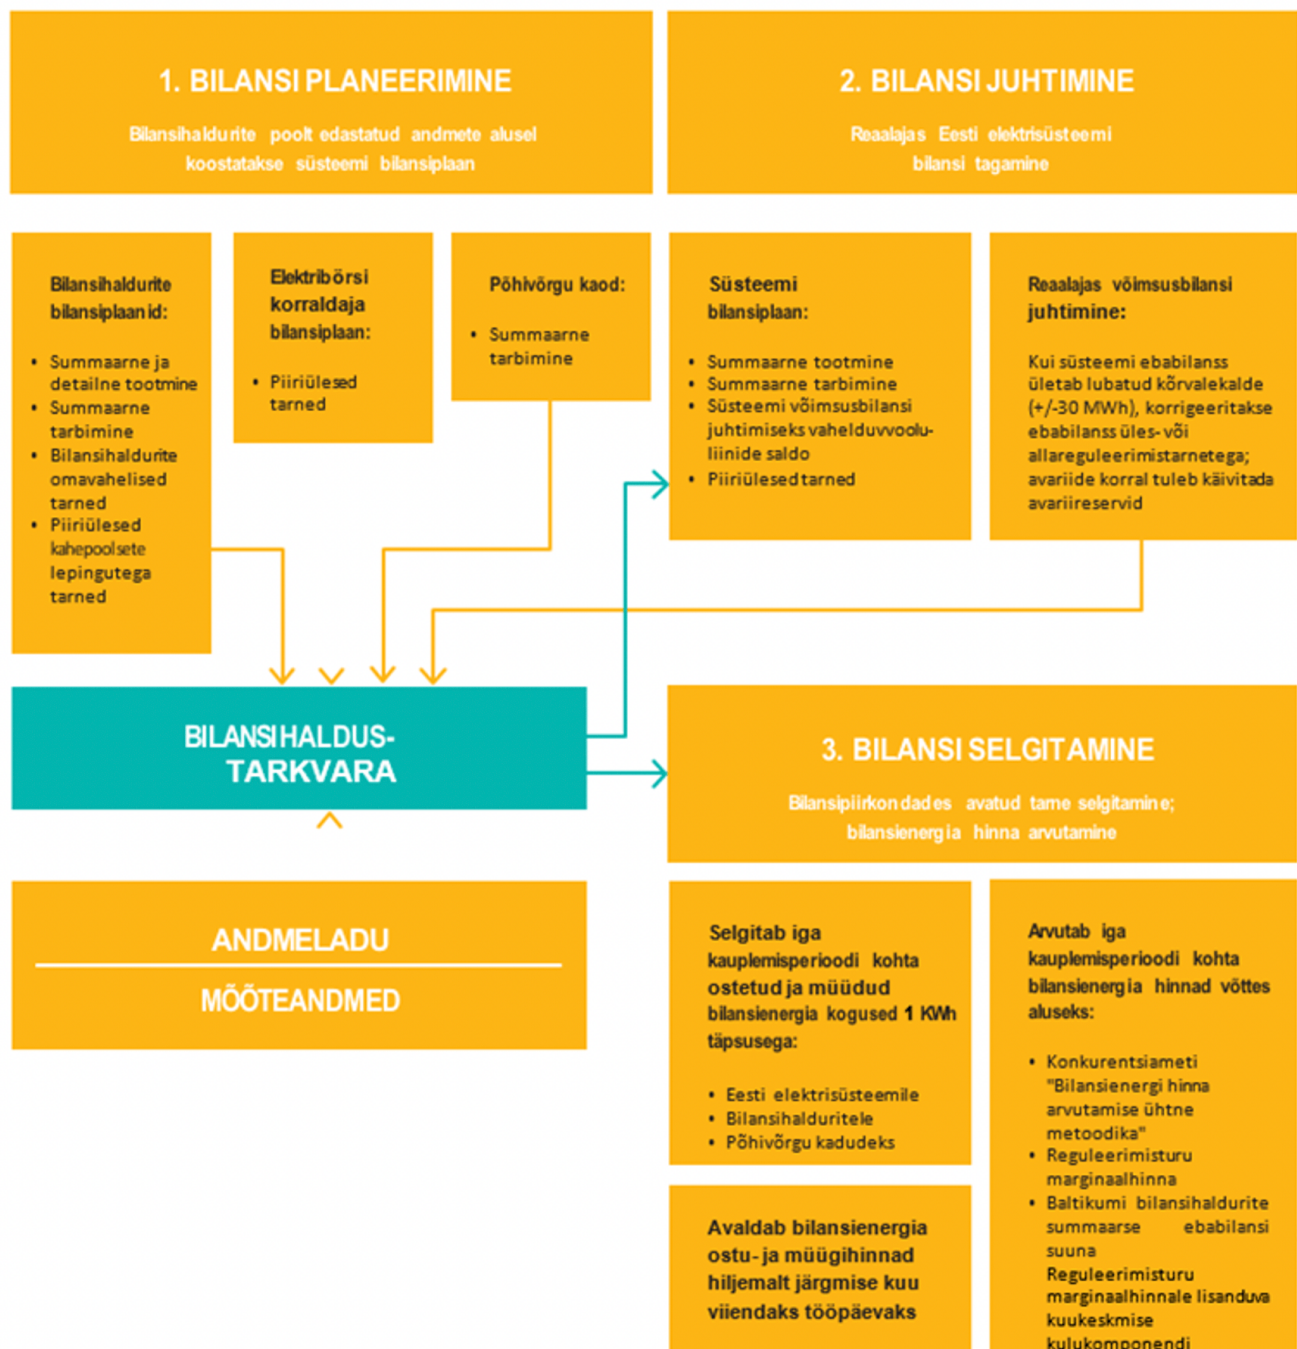 1. BILANSI PLANEERIMINE
Bilansihaldurite poolt edastatud andmete alusel
koostatakse süsteemi bilansiplaan
2. BILANSI JUHTIMINE
Reaalajas Eesti elektrisüsteemi
bilansi tagamine
Bilansihaldurite
bilansiplaanid:
• Summaarne ja
detailne tootmine
• Summaarne
tarbimine
• Bilansihaldurite
omavahelised
tarned
• Piiriülesed
kahepoolsete
lepingutega
tarned
Elektribörsi
korraldaja
bilansiplaan:
• Piiriülesed
tarned
Põhivõrgu kaod:
• Summaarne
tarbimine
Süsteemi
bilansiplaan:
• Summaarne tootmine
• Summaarne tarbimine
• Süsteemi võimsusbilansi
juhtimiseks vahelduvvoolu-
liinide saldo
• Piiriülesed tarned
Reaalajas võimsusbilansi
juhtimine:
Kui süsteemi ebabilanss
ületab lubatud kõrvalekalde
(+/-30 MWh), korrigeeritakse
ebabilanss üles- või
allareguleerimistarnetega;
avariide korral tuleb käivitada
avariireservid
BILANSIHALDUS-
TARKVARA
ANDMELADU
MÕÕTEANDMED
3. BILANSI SELGITAMINE
Bilansipiirkondades avatud tarne selgitamine;
bilansienergia hinna arvutamine
Selgitab iga
kauplemisperioodi kohta
ostetud ja müüdud
bilansienergia kogused 1 KWh
täpsusega:
• Eesti elektrisüsteemile
• Bilansihalduritele
• Põhivõrgu kadudeks
Avaldab bilansienergia
ostu- ja müügihinnad
hiljemalt järgmise kuu
viiendaks tööpäevaks
Arvutab iga
kauplemisperioodi kohta
bilansienergia hinnad võttes
aluseks:
• Konkurentsiameti
"Bilansienergi hinna
arvutamise ühtne
metoodika"
• Reguleerimisturu
marginaalhinna
• Baltikumi bilansihaldurite
summaarse ebabilansi
suuna
Reguleerimisturu
marginaalhinnale lisanduva
kuukeskmise
kulukomponendi